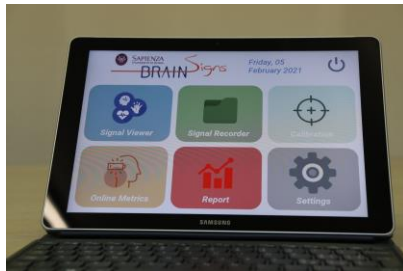 SAPIENZA
BRAIN Signs
Friday, 05
February 2021
Signal Viewer
Signal Recorder
Calibration
Online Metrics
Report
Settings
SAMSUNG